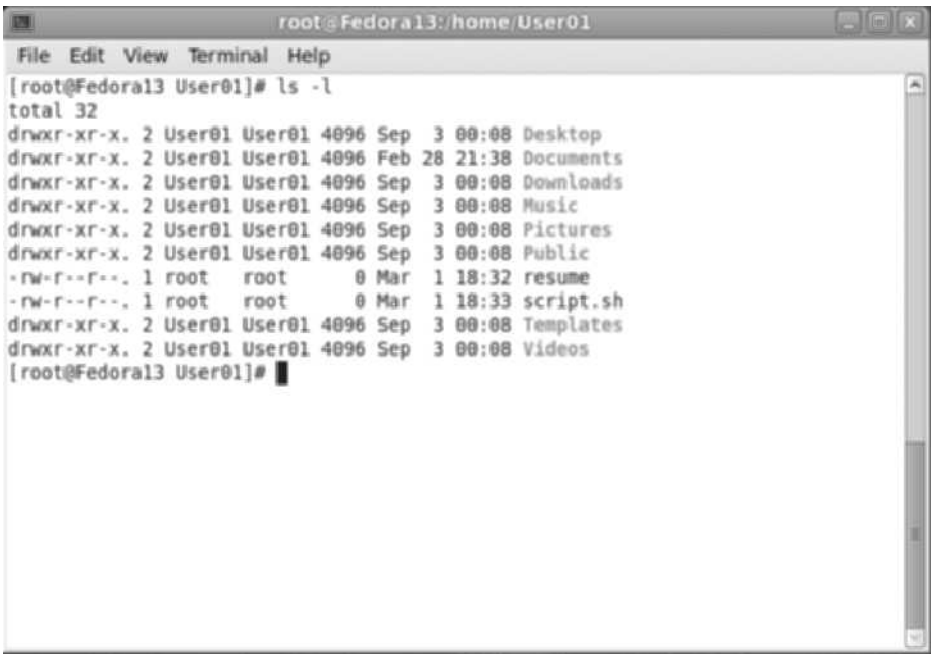 root@Fedora13:/home/User01
File Edit View Terminal Help
[root@Fedora13 User01]# ls -l
total 32
drwxr-xr-x. 2 User01 User01 4096 Sep  3 00:08 Desktop
drwxr-xr-x. 2 User01 User01 4096 Feb 28 21:38 Documents
drwxr-xr-x. 2 User01 User01 4096 Sep  3 00:08 Downloads
drwxr-xr-x. 2 User01 User01 4096 Sep  3 00:08 Music
drwxr-xr-x. 2 User01 User01 4096 Sep  3 00:08 Pictures
drwxr-xr-x. 2 User01 User01 4096 Sep  3 00:08 Public
-rw-r--r--. 1 root   root      0 Mar  1 18:32 resume
-rw-r--r--. 1 root   root      0 Mar  1 18:33 script.sh
drwxr-xr-x. 2 User01 User01 4096 Sep  3 00:08 Templates
drwxr-xr-x. 2 User01 User01 4096 Sep  3 00:08 Videos
[root@Fedora13 User01]#